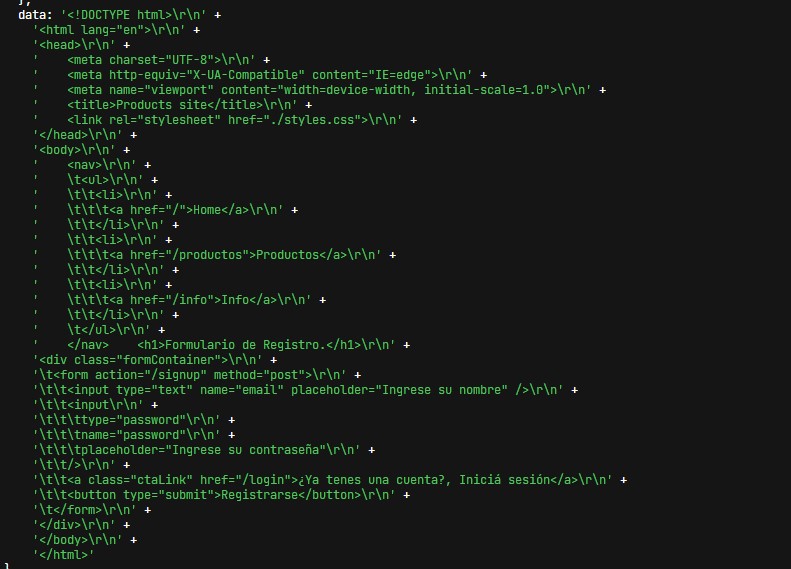 },
data: '<!DOCTYPE html>\r\n' +
'<html lang="en">\r\n' +
'<head>\r\n' +
'    <meta charset="UTF-8">\r\n' +
'    <meta http-equiv="X-UA-Compatible" content="IE=edge">\r\n' +
'    <meta name="viewport" content="width=device-width, initial-scale=1.0">\r\n' +
'    <title>Products site</title>\r\n' +
'    <link rel="stylesheet" href="./styles.css">\r\n' +
'</head>\r\n' +
'<body>\r\n' +
'    <nav>\r\n' +
'    \t<ul>\r\n' +
'    \t\t<li>\r\n' +
'    \t\t\t<a href="/">Home</a>\r\n' +
'    \t\t</li>\r\n' +
'    \t\t<li>\r\n' +
'    \t\t\t<a href="/productos">Productos</a>\r\n' +
'    \t\t</li>\r\n' +
'    \t\t<li>\r\n' +
'    \t\t\t<a href="/info">Info</a>\r\n' +
'    \t\t</li>\r\n' +
'    \t</ul>\r\n' +
'    </nav>    <h1>Formulario de Registro.</h1>\r\n' +
'<div class="formContainer">\r\n' +
'\t<form action="/signup" method="post">\r\n' +
'\t\t<input type="text" name="email" placeholder="Ingrese su nombre" />\r\n' +
'\t\t<input\r\n' +
'\t\t\ttype="password"\r\n' +
'\t\t\tname="password"\r\n' +
'\t\t\tplaceholder="Ingrese su contraseña"\r\n' +
'\t\t/>\r\n' +
'\t\t<a class="ctaLink" href="/login">¿Ya tenes una cuenta?, Iniciá sesión</a>\r\n' +
'\t\t<button type="submit">Registrarse</button>\r\n' +
'\t</form>\r\n' +
'</div>\r\n' +
'</body>\r\n' +
'</html>'